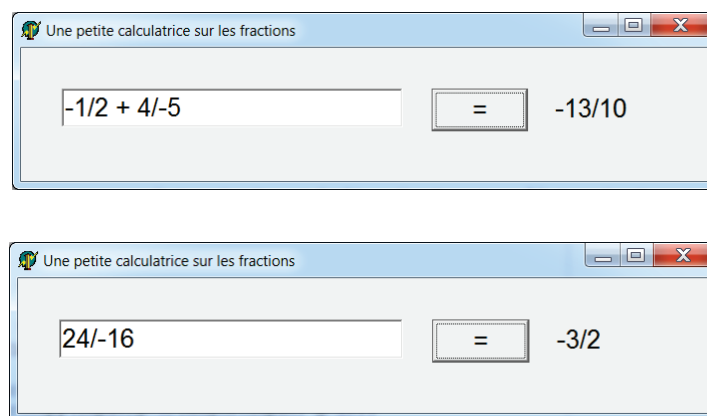 Une petite calculatrice sur les fractions
-1/2 + 4/-5 = -13/10
Une petite calculatrice sur les fractions
24/-16 = -3/2